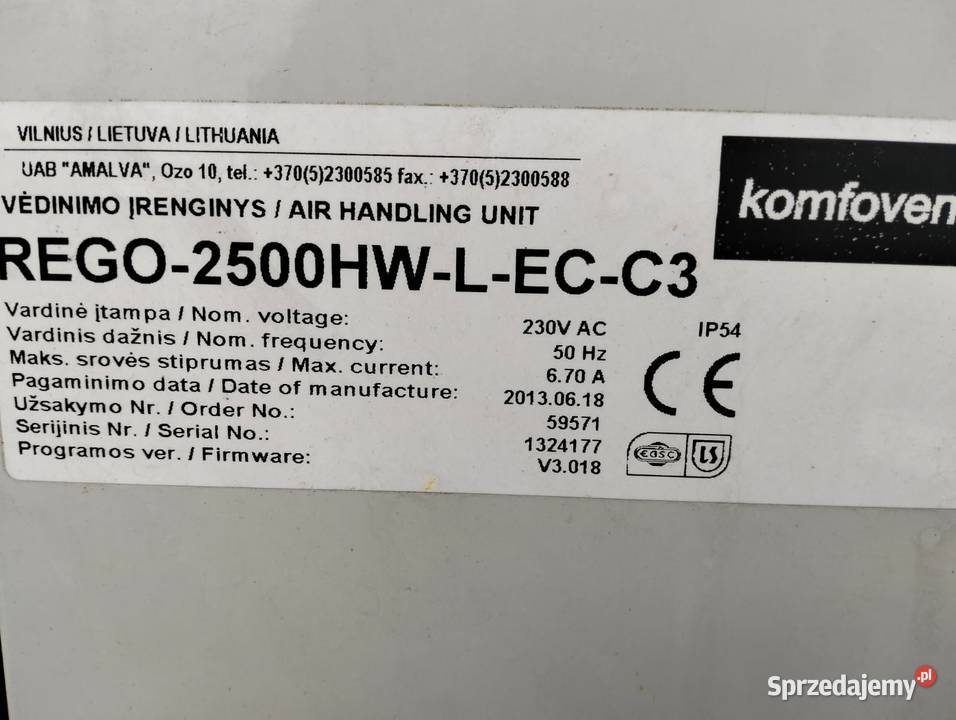 VILNIUS / LIETUVA / LITHUANIA
UAB "AMALVA", Ozo 10, tel.: +370(5)2300585 fax.: +370(5)2300588
VĖDINIMO ĮRENGINYS / AIR HANDLING UNIT
komfoven
REGO-2500HW-L-EC-C3
Vardinė įtampa / Nom. voltage: 230V AC IP54
Vardinis dažnis / Nom. frequency: 50 Hz
Maks. srovės stiprumas / Max. current: 6.70 A
Pagaminimo data / Date of manufacture: 2013.06.18
Užsakymo Nr. / Order No.: 59571
Serijinis Nr. / Serial No.: 1324177
Programos ver. / Firmware: V3.018
CE
EASC LS
Sprzedajemy.pl